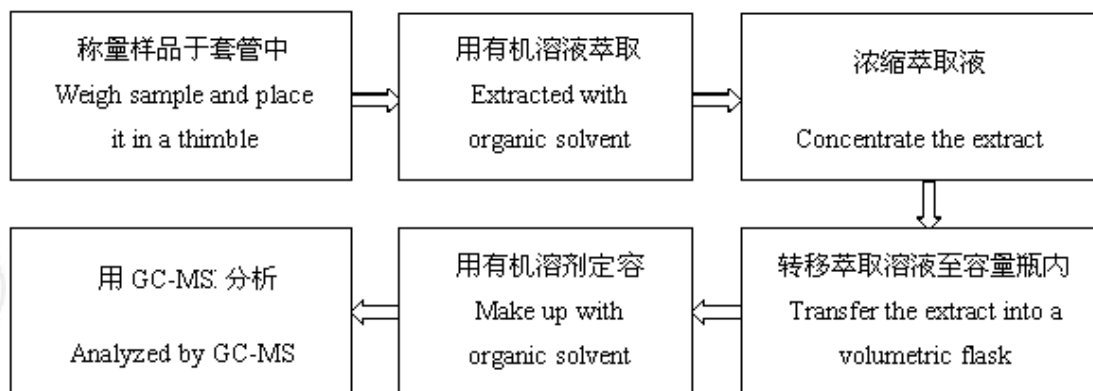 称量样品于套管中
Weigh sample and place
it in a thimble
用有机溶液萃取
Extracted with
organic solvent
浓缩萃取液
Concentrate the extract
转移萃取溶液至容量瓶内
Transfer the extract into a
volumetric flask
用有机溶剂定容
Make up with
organic solvent
用 GC-MS 分析
Analyzed by GC-MS